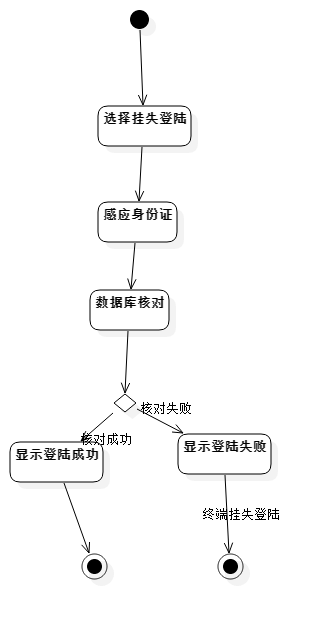 选择挂失登陆
感应身份证
数据库核对
核对失败
核对成功
显示登陆成功
显示登陆失败
终端挂失登陆